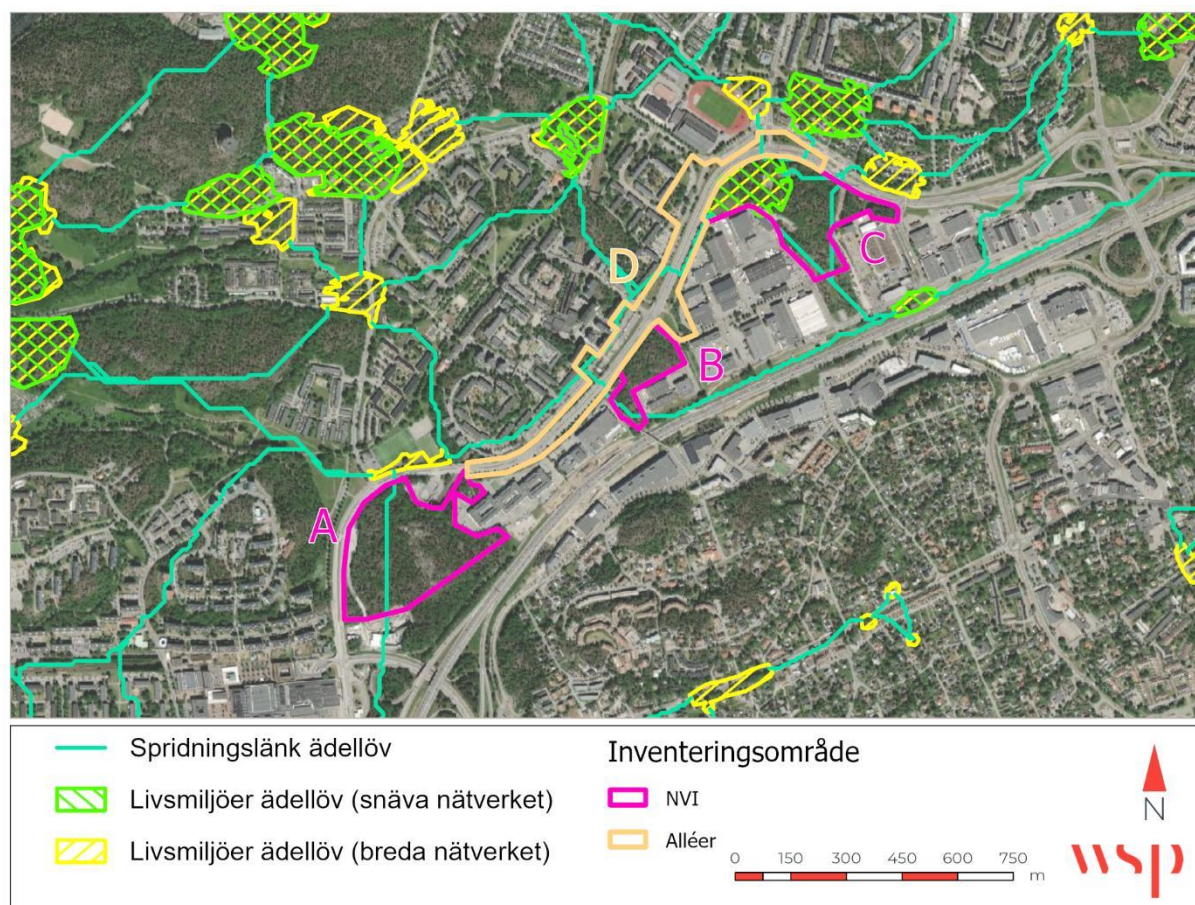 D
C
B
A
Spridningslänk ädellöv
Livsmiljöer ädellöv (snäva nätverket)
Livsmiljöer ädellöv (breda nätverket)
Inventeringsområde
NVI
Alléer
0 150 300 450 600 750
m
N
wsp